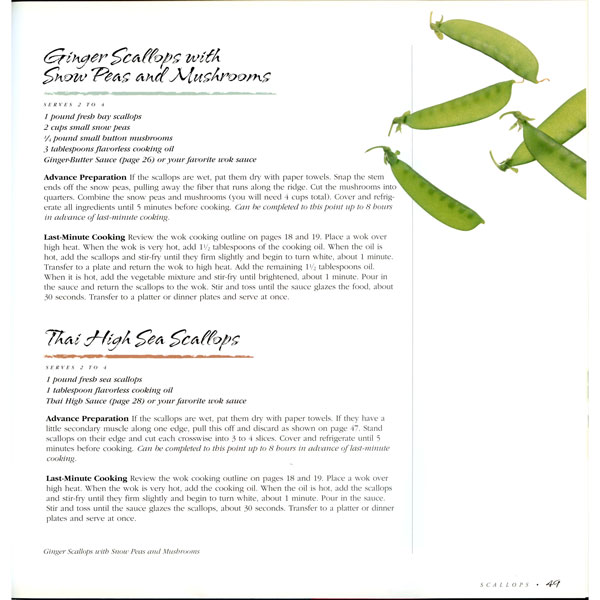 Ginger Scallops with
Snow Peas and Mushrooms
SERVES 2 TO 4
1 pound fresh bay scallops
2 cups small snow peas
pound small button mushrooms
3 tablespoons flavorless cooking oil
Ginger-Butter Sauce (page 26) or your favorite wok sauce
Advance Preparation If the scallops are wet, pat them dry with paper towels. Snap the stem
ends off the snow peas, pulling away the fiber that runs along the ridge. Cut the mushrooms into
quarters. Combine the snow peas and mushrooms (you will need 4 cups total). Cover and refrig-
erate all ingredients until 5 minutes before cooking. Can be completed to this point up to 8 hours
in advance of last-minute cooking.
Last-Minute Cooking Review the wok cooking outline on pages 18 and 19. Place a wok over
high heat. When the wok is very hot, add 1½ tablespoons of the cooking oil. When the oil is
hot, add the scallops and stir-fry until they firm slightly and begin to turn white, about 1 minute.
Transfer to a plate and return the wok to high heat. Add the remaining 1½ tablespoons oil.
When it is hot, add the vegetable mixture and stir-fry until brightened, about 1 minute. Pour in
the sauce and return the scallops to the wok. Stir and toss until the sauce glazes the food, about
30 seconds. Transfer to a platter or dinner plates and serve at once.
Thai High Sea Scallops
SERVES 2 TO 4
1 pound fresh sea scallops
1 tablespoon flavorless cooking oil
Thai High Sauce (page 28) or your favorite wok sauce
Advance Preparation If the scallops are wet, pat them dry with paper towels. If they have a
little secondary muscle along one edge, pull this off and discard as shown on page 47. Stand
scallops on their edge and cut each crosswise into 3 to 4 slices. Cover and refrigerate until 5
minutes before cooking. Can be completed to this point up to 8 hours in advance of last-minute
cooking.
Last-Minute Cooking Review the wok cooking outline on pages 18 and 19. Place a wok over
high heat. When the wok is very hot, add the cooking oil. When the oil is hot, add the scallops
and stir-fry until they firm slightly and begin to turn white, about 1 minute. Pour in the sauce.
Stir and toss until the sauce glazes the scallops, about 30 seconds. Transfer to a platter or dinner
plates and serve at once.
Ginger Scallops with Snow Peas and Mushrooms
SCALLOPS • 49